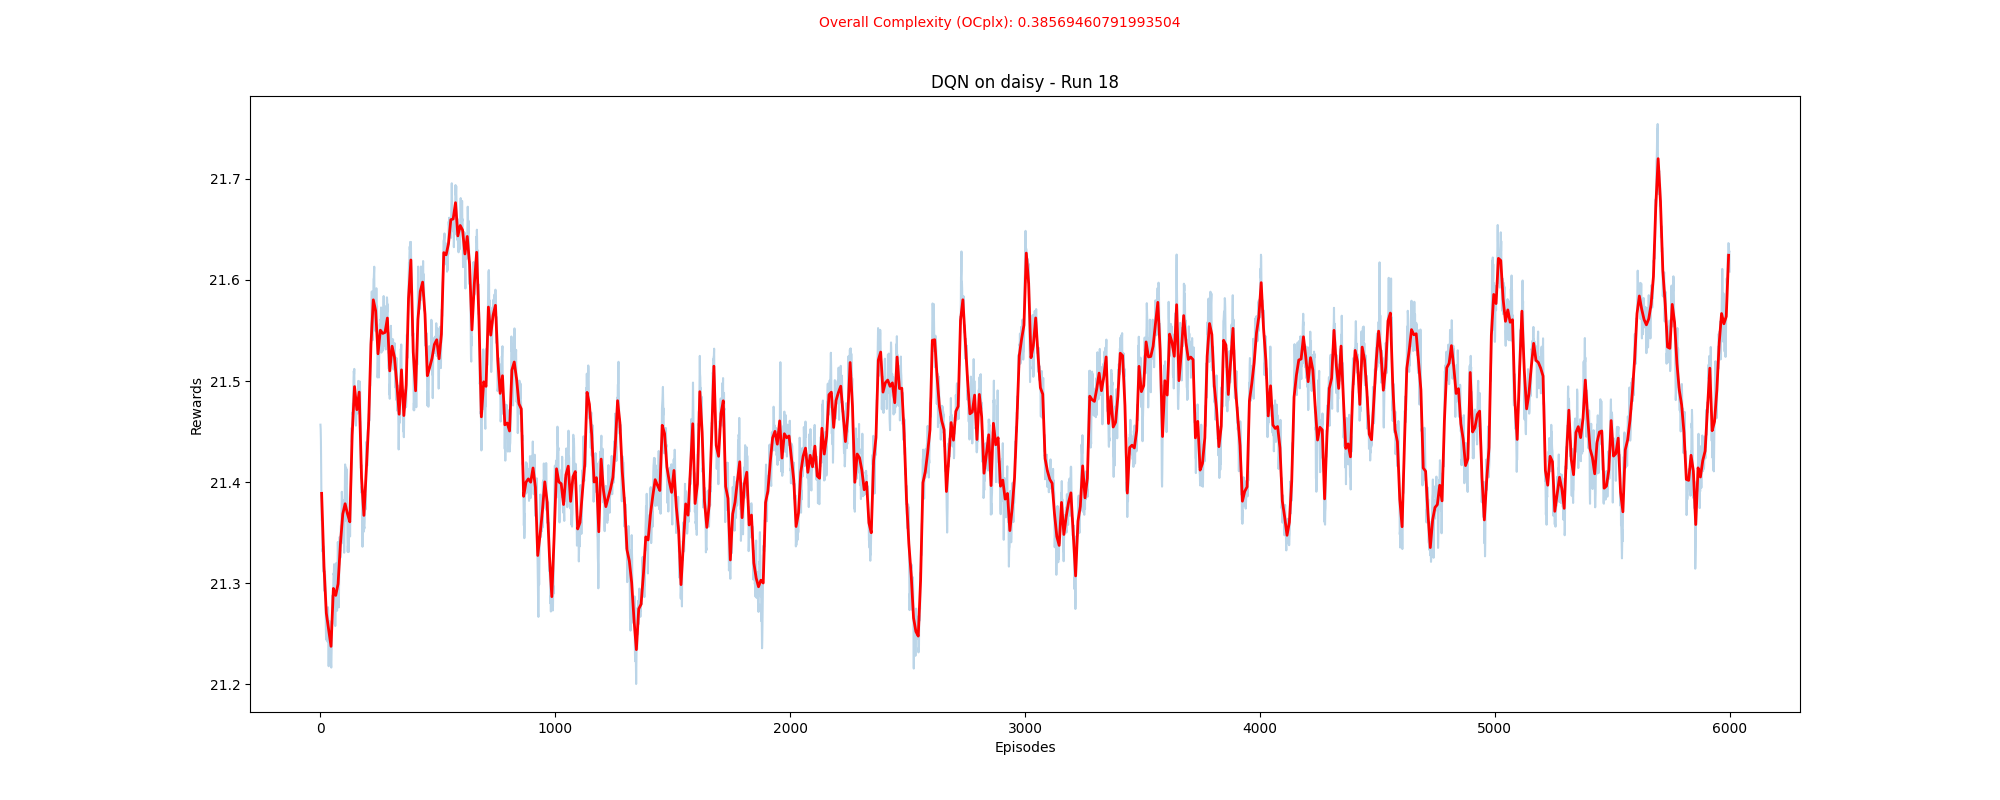 Overall Complexity (OCplx): 0.38569460791993504
DQN on daisy - Run 18
Rewards
21.7
21.6
21.5
21.4
21.3
21.2
0 1000 2000 3000 4000 5000 6000
Episodes